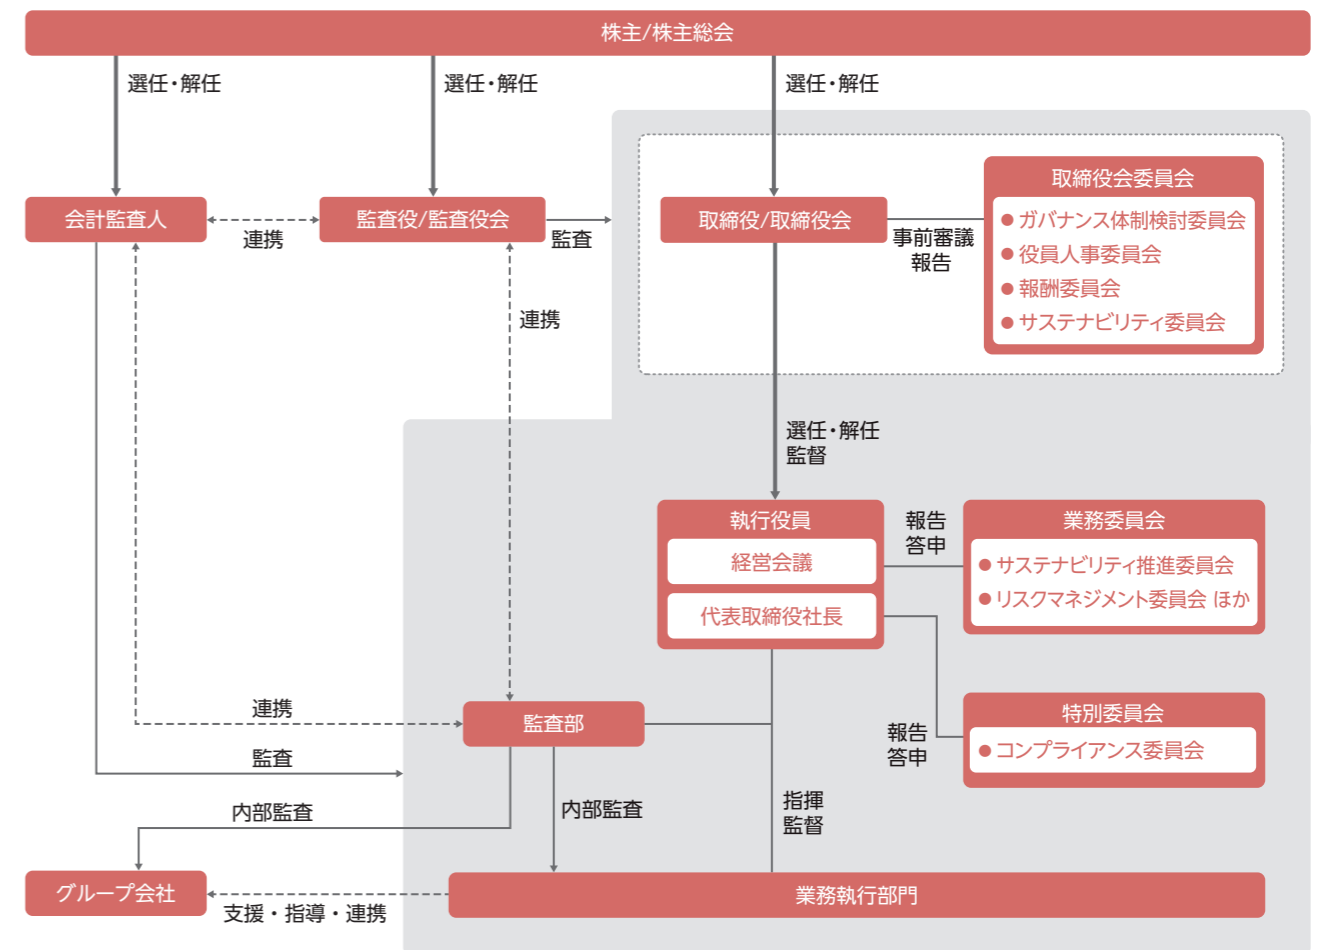 株主/株主総会
選任・解任
選任・解任
選任・解任
会計監査人
連携
監査役/監査役会
監査
取締役/取締役会
事前審議
報告
取締役会委員会
● ガバナンス体制検討委員会
● 役員人事委員会
● 報酬委員会
● サステナビリティ委員会
連携
選任・解任
監督
執行役員
経営会議
代表取締役社長
報告
答申
業務委員会
● サステナビリティ推進委員会
● リスクマネジメント委員会 ほか
連携
監査部
監査
報告
答申
特別委員会
● コンプライアンス委員会
内部監査
内部監査
指揮
監督
グループ会社
支援・指導・連携
業務執行部門